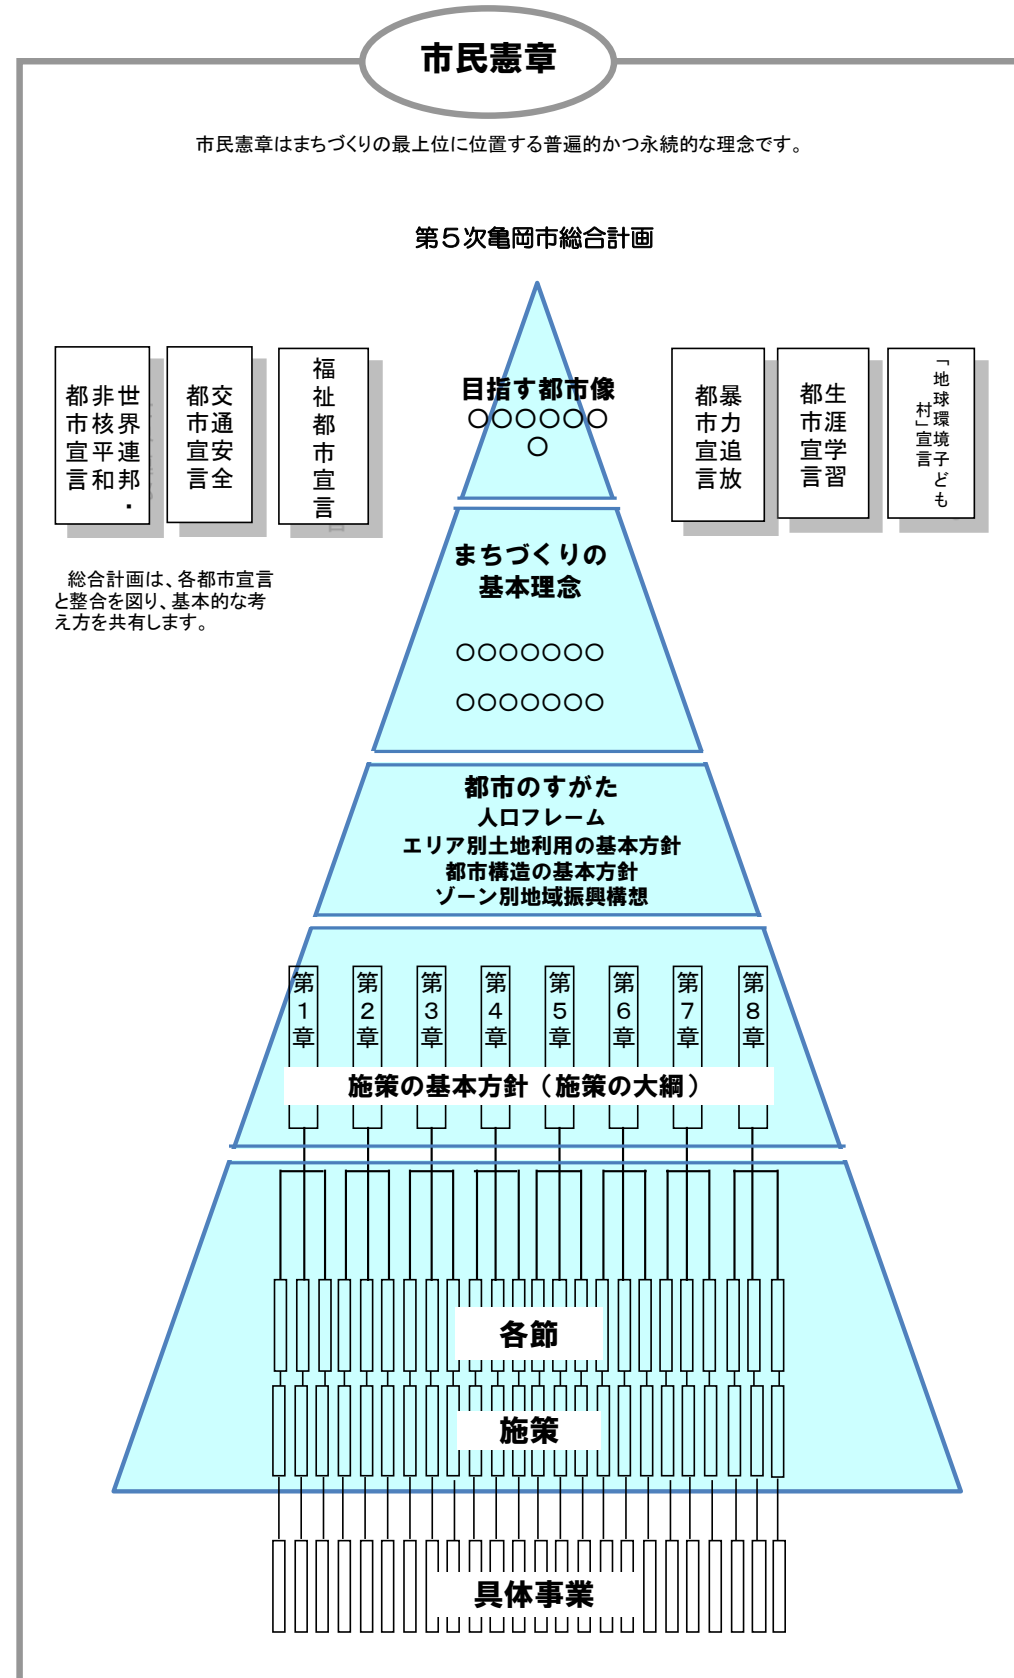 市民憲章
市民憲章はまちづくりの最上位に位置する普遍的かつ永続的な理念です。
第５次亀岡市総合計画
世界連邦・
非核平和
都市宣言
交通安全
都市宣言
福祉都市宣言
目指す都市像
○○○○○○
○
暴力追放
都市宣言
生涯学習
都市宣言
「地球環境子ども
村」宣言
総合計画は、各都市宣言
と整合を図り、基本的な考
え方を共有します。
まちづくりの
基本理念
○○○○○○○
○○○○○○○
都市のすがた
人口フレーム
エリア別土地利用の基本方針
都市構造の基本方針
ゾーン別地域振興構想
第１章
第２章
第３章
第４章
第５章
第６章
第７章
第８章
施策の基本方針（施策の大綱）
各節
施策
具体事業